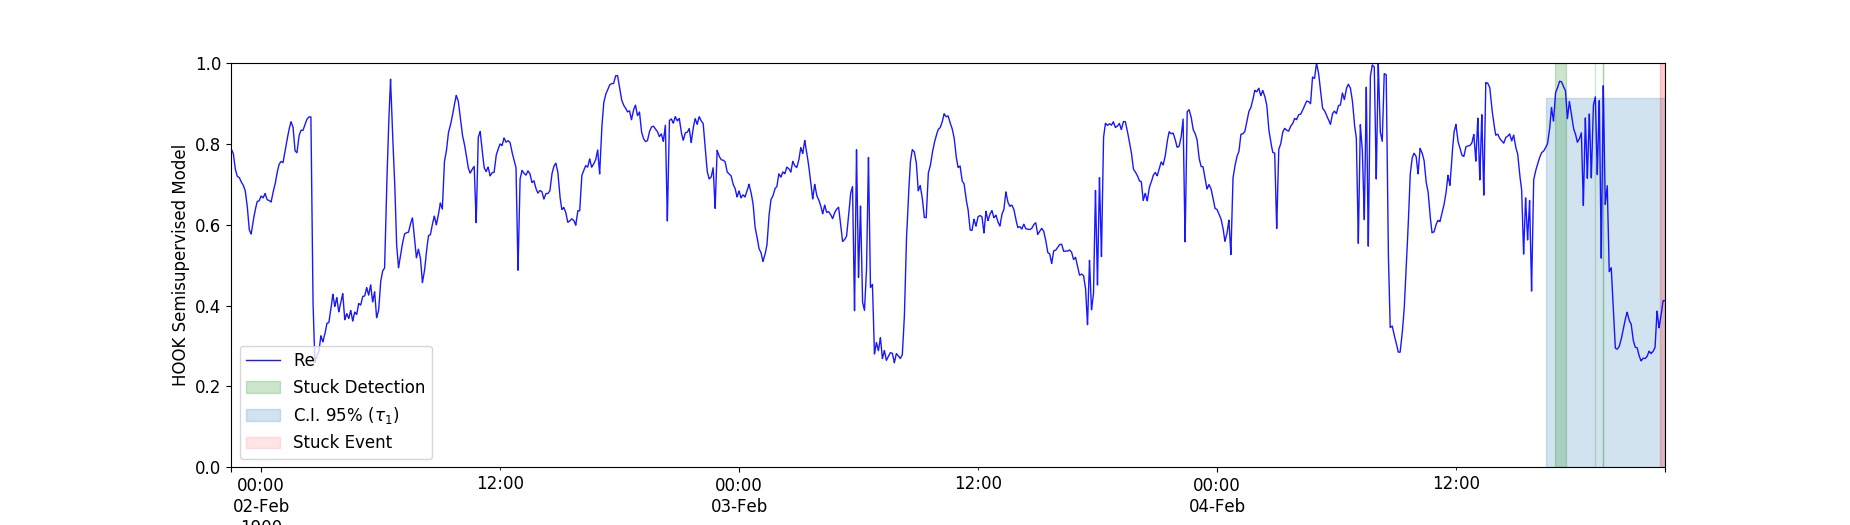 HOOK Semisupervised Model
1.0
0.8
0.6
0.4
0.2
0.0
Re
Stuck Detection
C.I. 95% (τ₁)
Stuck Event
00:00 12:00 00:00 12:00 00:00 12:00
02-Feb 03-Feb 04-Feb
1900